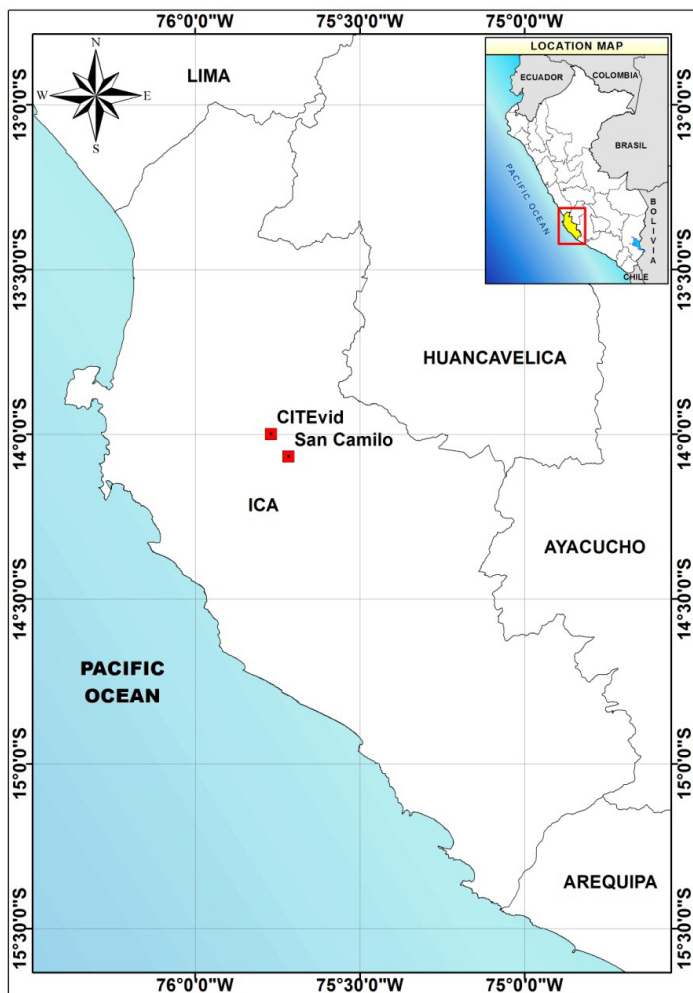 76°0'0"W 75°30'0"W 75°0'0"W
LOCATION MAP
ECUADOR
COLOMBIA
BRASIL
PACIFIC OCEAN
BOLIVIA
CHILE
N
W E
S
LIMA
13°0'0"S 13°0'0"S
13°30'0"S 13°30'0"S
HUANCAVELICA
CITEvid
14°0'0"S 14°0'0"S
San Camilo
ICA
AYACUCHO
14°30'0"S 14°30'0"S
PACIFIC
OCEAN
15°0'0"S 15°0'0"S
AREQUIPA
15°30'0"S 15°30'0"S
76°0'0"W 75°30'0"W 75°0'0"W